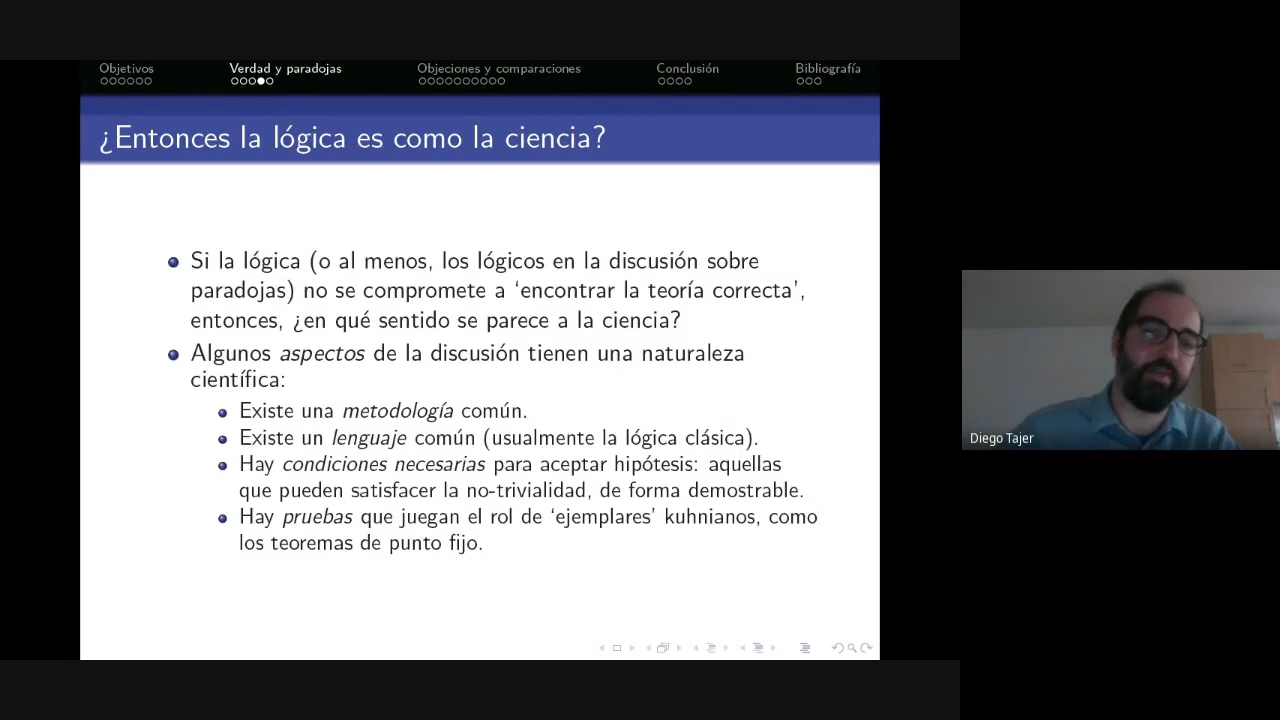 Objetivos
Verdad y paradojas
Objeciones y comparaciones
Conclusión
Bibliografía
¿Entonces la lógica es como la ciencia?
Si la lógica (o al menos, los lógicos en la discusión sobre
paradojas) no se compromete a ‘encontrar la teoría correcta’,
entonces, ¿en qué sentido se parece a la ciencia?
Algunos aspectos de la discusión tienen una naturaleza
científica:
Existe una metodología común.
Existe un lenguaje común (usualmente la lógica clásica).
Hay condiciones necesarias para aceptar hipótesis: aquellas
que pueden satisfacer la no-trivialidad, de forma demostrable.
Hay pruebas que juegan el rol de ‘ejemplares’ kuhnianos, como
los teoremas de punto fijo.
Diego Tajer